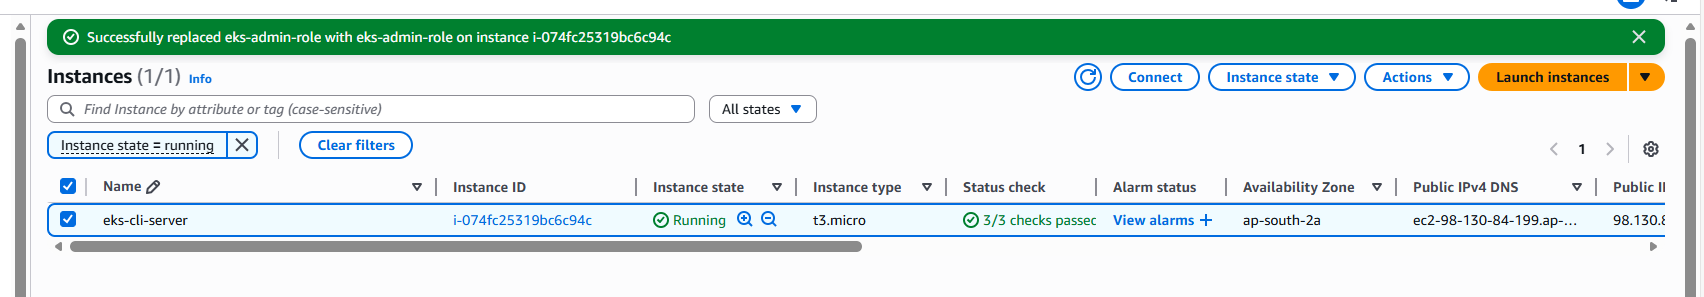 Successfully replaced eks-admin-role with eks-admin-role on instance i-074fc25319bc6c94c
Instances (1/1) Info
Connect
Instance state
Actions
Launch instances
Find Instance by attribute or tag (case-sensitive)
All states
Instance state = running
Clear filters
1
Name
Instance ID
Instance state
Instance type
Status check
Alarm status
Availability Zone
Public IPv4 DNS
Public
eks-cli-server
i-074fc25319bc6c94c
Running
t3.micro
3/3 checks passec
View alarms +
ap-south-2a
ec2-98-130-84-199.ap-...
98.130.8